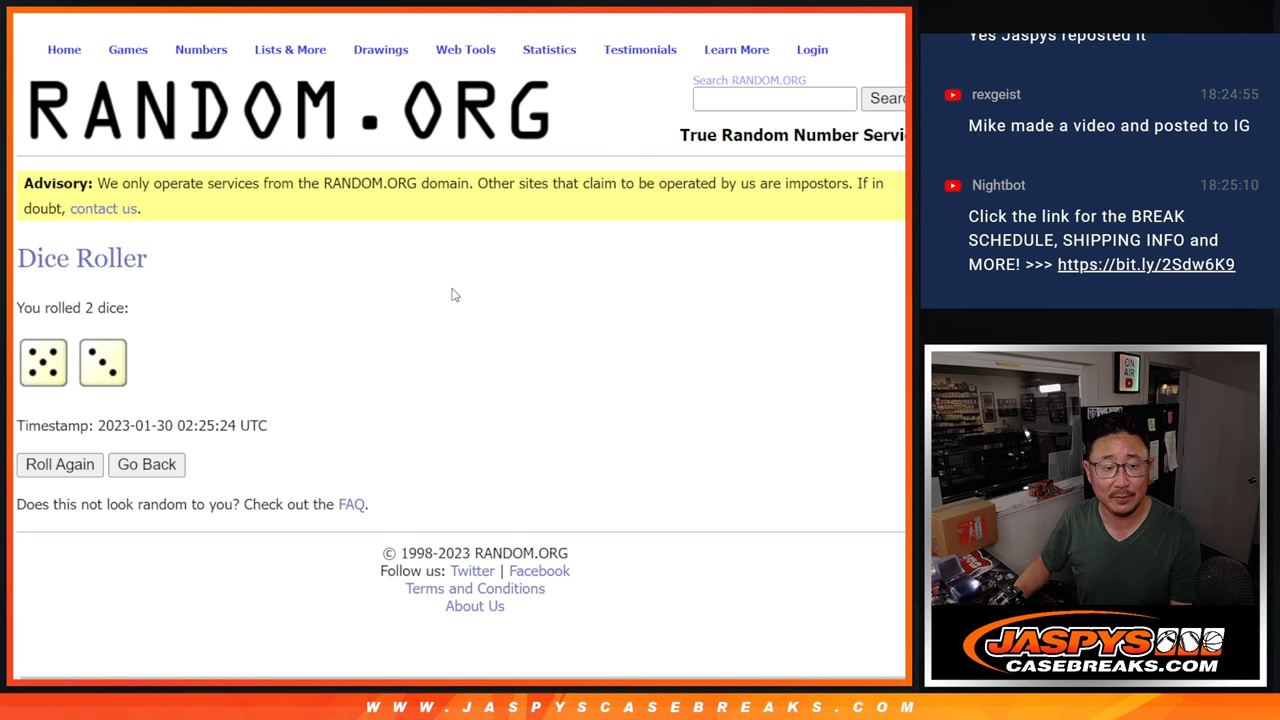 Home Games Numbers Lists & More Drawings Web Tools Statistics Testimonials Learn More Login
RANDOM.ORG
Search RANDOM.ORG
Searc
True Random Number Servi
Advisory: We only operate services from the RANDOM.ORG domain. Other sites that claim to be operated by us are impostors. If in
doubt, contact us.
Dice Roller
You rolled 2 dice:
Timestamp: 2023-01-30 02:25:24 UTC
Roll Again Go Back
Does this not look random to you? Check out the FAQ.
© 1998-2023 RANDOM.ORG
Follow us: Twitter | Facebook
Terms and Conditions
About Us
Yes Jaspys reposted it
rexgeist 18:24:55
Mike made a video and posted to IG
Nightbot 18:25:10
Click the link for the BREAK
SCHEDULE, SHIPPING INFO and
MORE! >>> https://bit.ly/2Sdw6K9
ON
AIR
JASPYS
CASEBREAKS.COM
WWW.JASPYSCASEBREAKS.COM